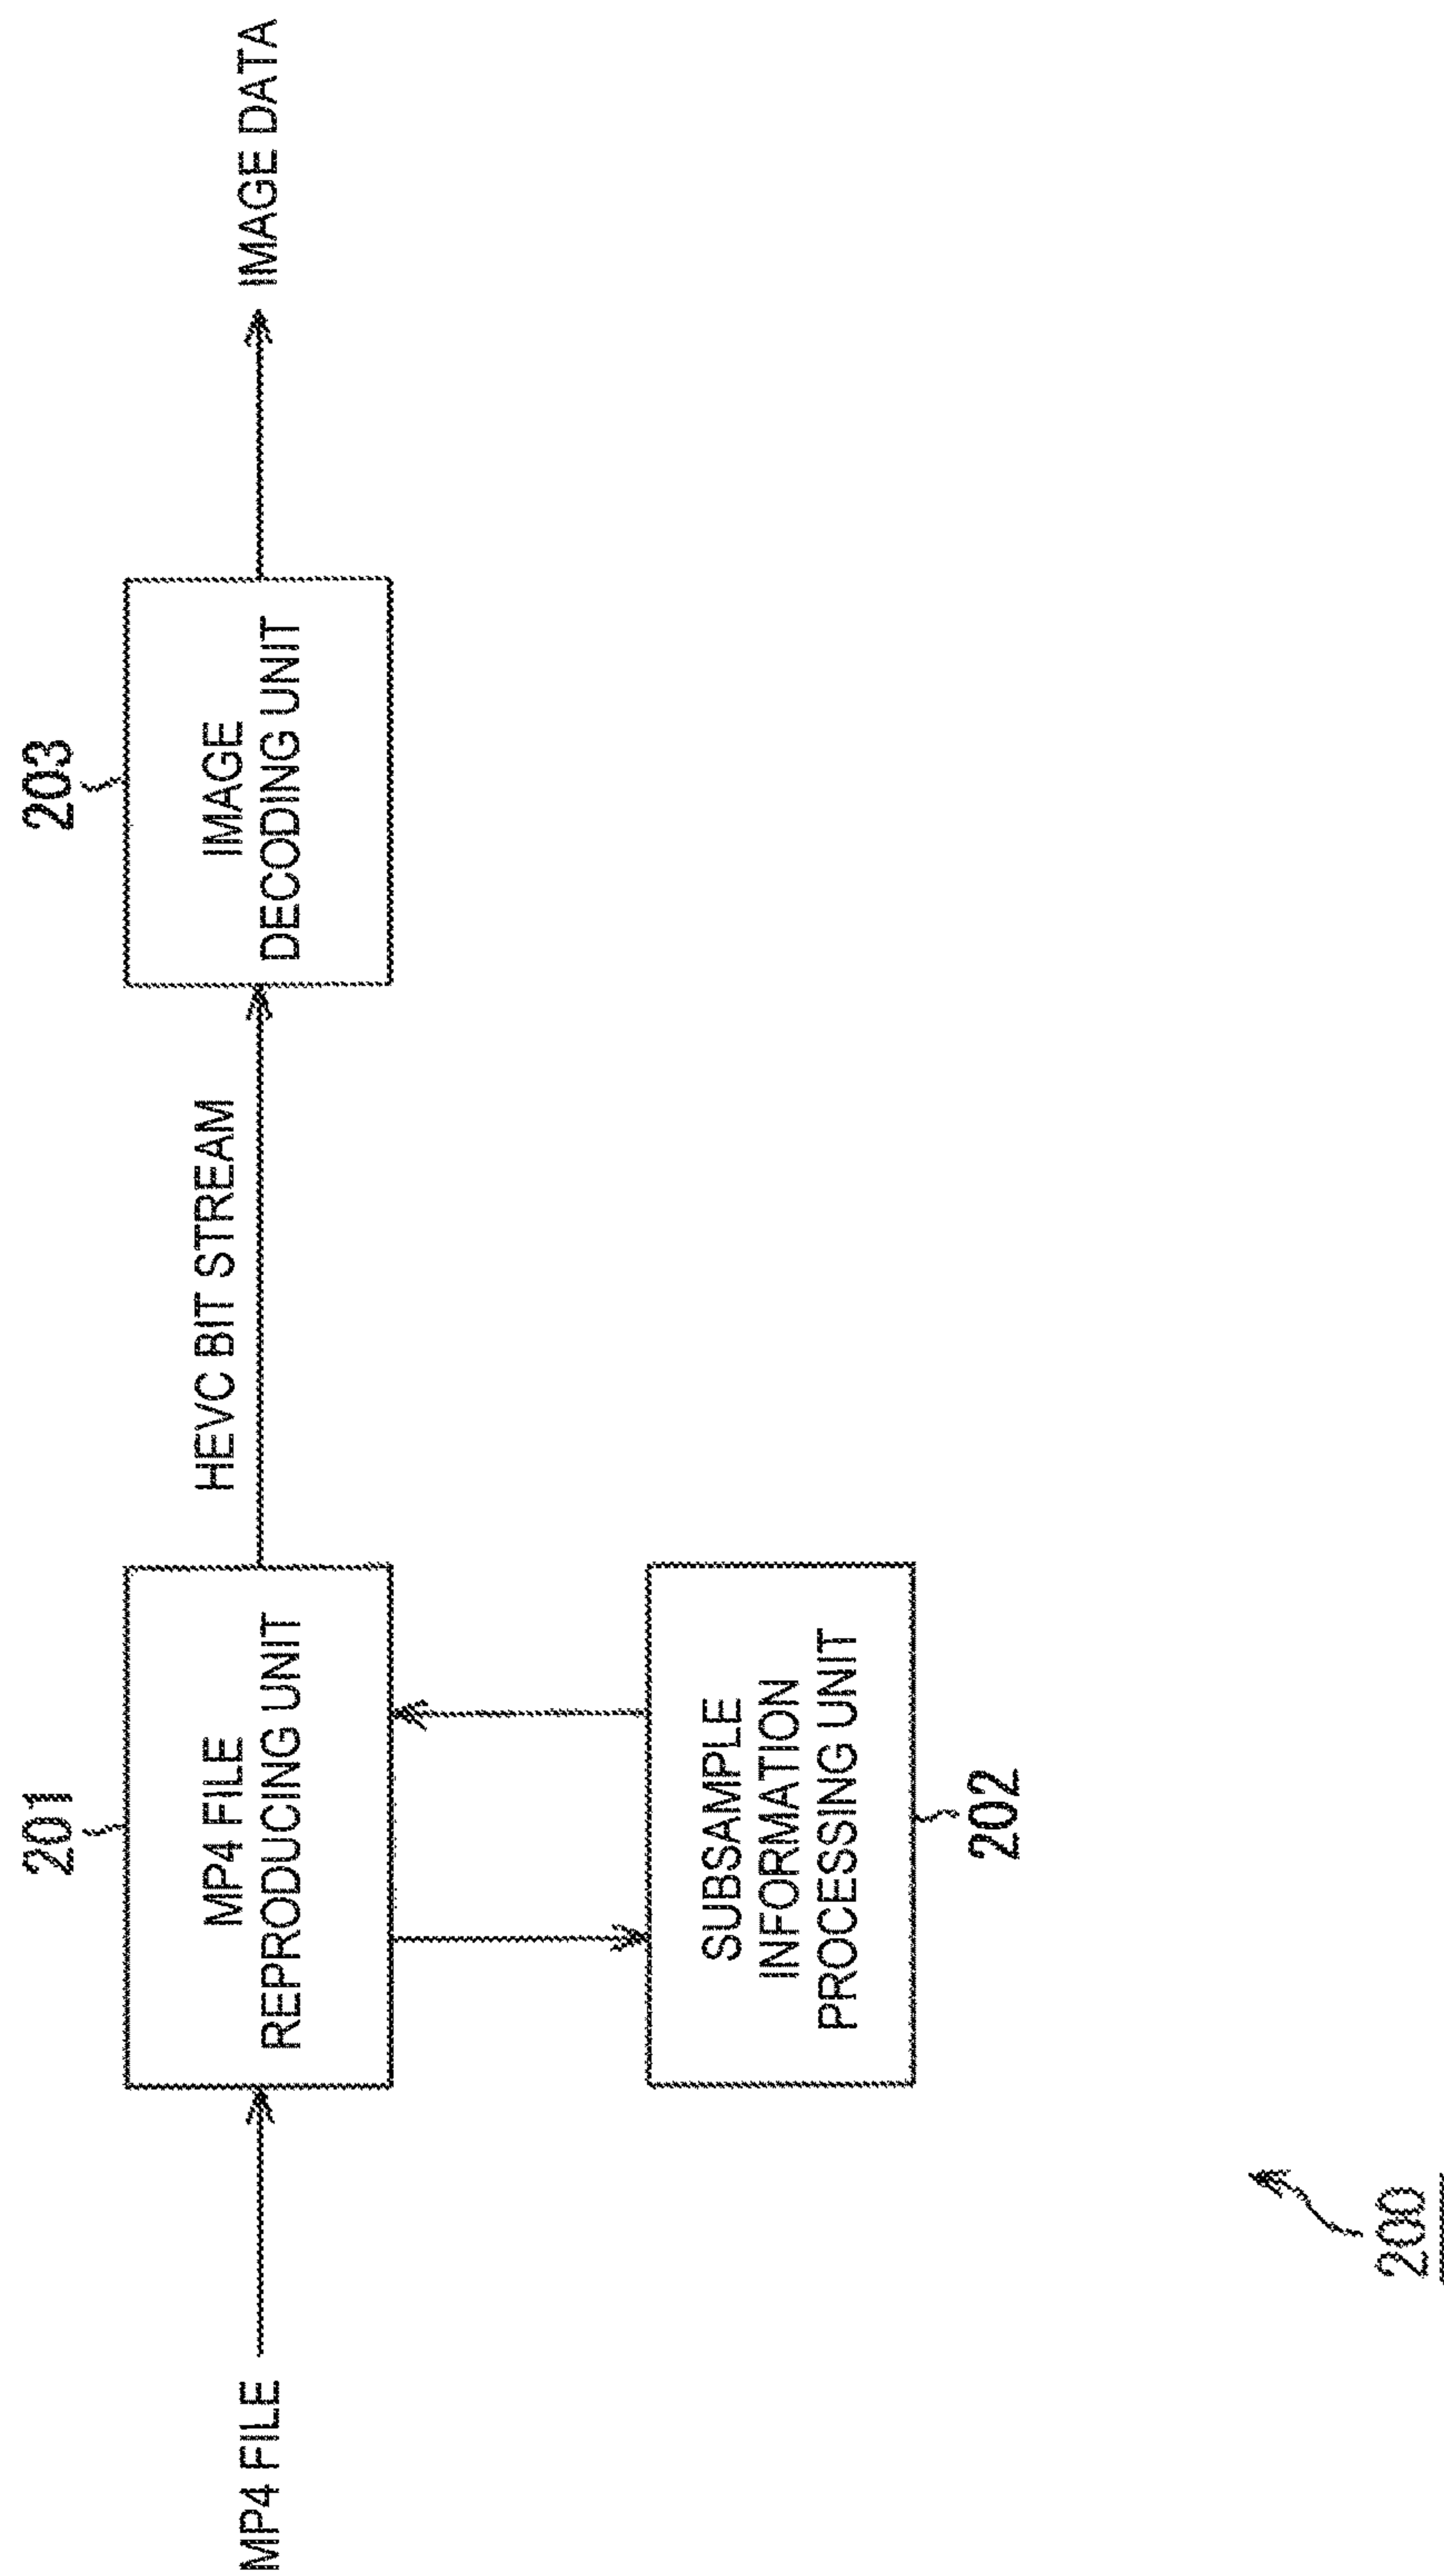 MP4 FILE
201
MP4 FILE
REPRODUCING UNIT
HEVC BIT STREAM
203
IMAGE
DECODING UNIT
IMAGE DATA
SUBSAMPLE
INFORMATION
PROCESSING UNIT
202
200